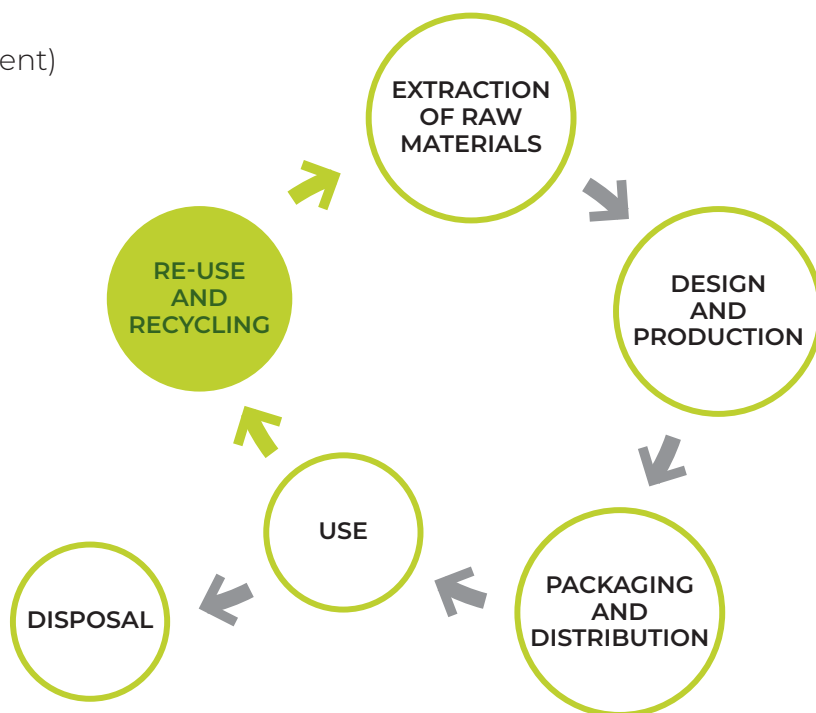 ent)
EXTRACTION
OF RAW
MATERIALS
DESIGN
AND
PRODUCTION
PACKAGING
AND
DISTRIBUTION
USE
DISPOSAL
RE-USE
AND
RECYCLING